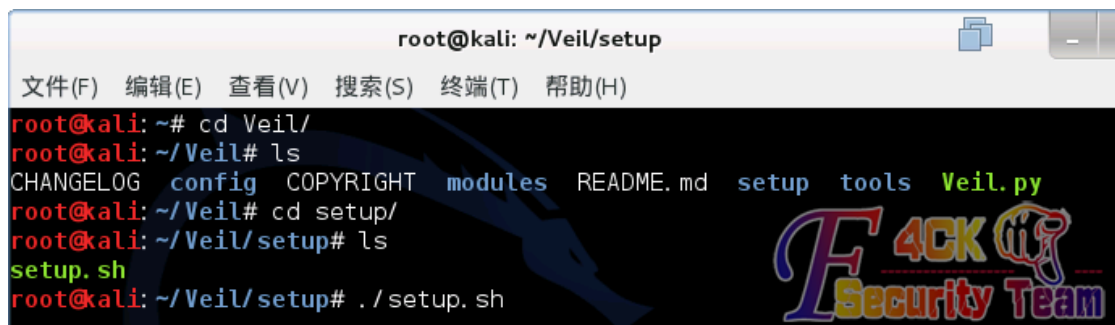 root@kali: ~/Veil/setup
文件(F) 编辑(E) 查看(V) 搜索(S) 终端(T) 帮助(H)
root@kali:~# cd Veil/
root@kali:~/Veil# ls
CHANGELOG config COPYRIGHT modules README.md setup tools Veil.py
root@kali:~/Veil# cd setup/
root@kali:~/Veil/setup# ls
setup.sh
root@kali:~/Veil/setup# ./setup.sh
F4CK
Security Team